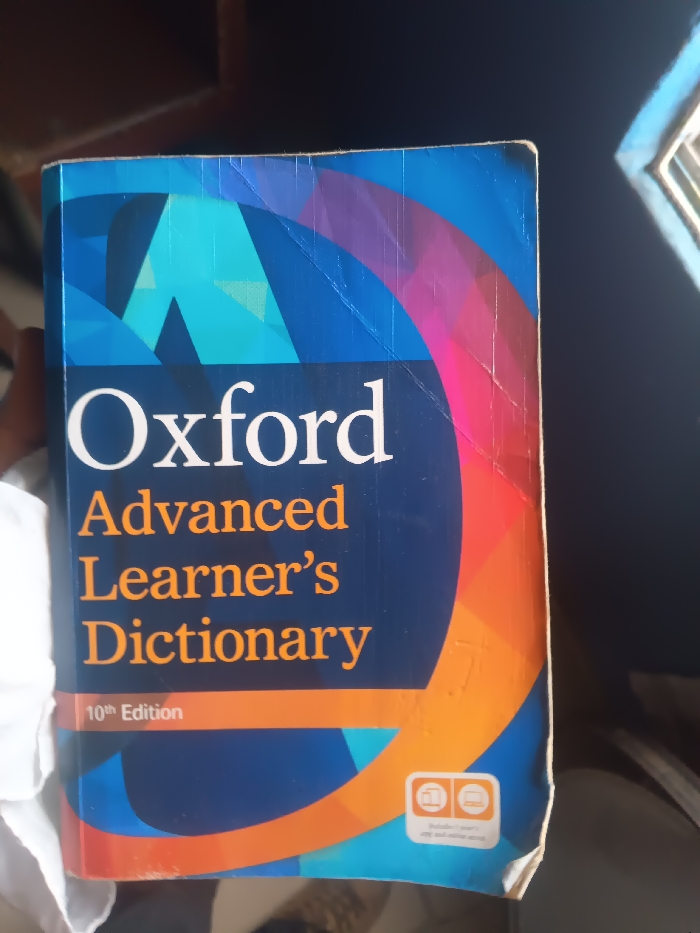 Oxford
Advanced
Learner's
Dictionary
10th Edition